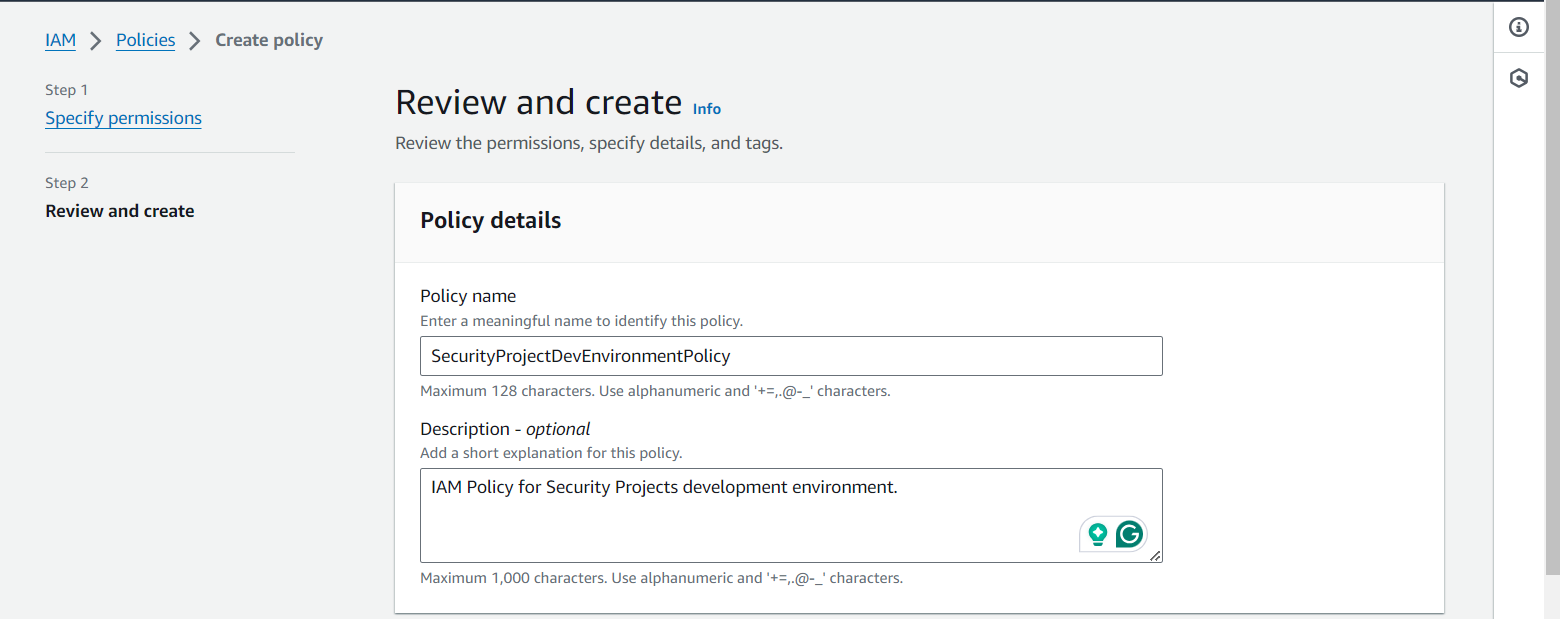 IAM > Policies > Create policy
Step 1
Specify permissions
Step 2
Review and create
Review and create Info
Review the permissions, specify details, and tags.
Policy details
Policy name
Enter a meaningful name to identify this policy.
SecurityProjectDevEnvironmentPolicy
Maximum 128 characters. Use alphanumeric and '+=,.@-_' characters.
Description - optional
Add a short explanation for this policy.
IAM Policy for Security Projects development environment.
Maximum 1,000 characters. Use alphanumeric and '+=,.@-_' characters.